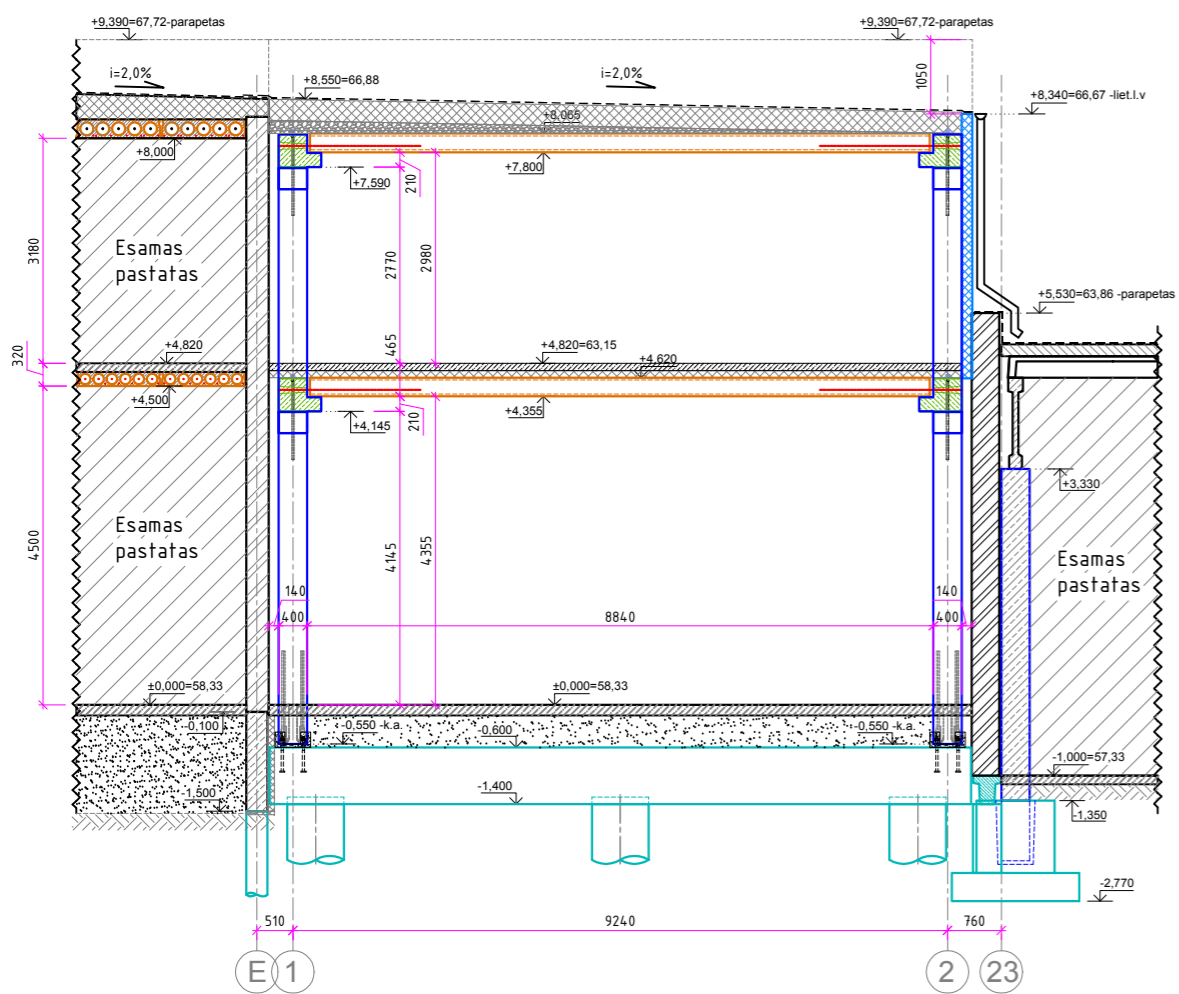 +9,390=67,72-parapetas
+9,390=67,72-parapetas
i=2,0%
+8,550=66,88
i=2,0%
1050
+8,340=66,67 -liet.l.v
+8,065
+8,000
+7,800
+7,590
210
3180
Esamas
pastatas
2770
2980
+5,530=63,86 -parapetas
465
320
+4,820
+4,820=63,15
+4,620
+4,500
+4,355
+4,145
210
+3,330
4500
Esamas
pastatas
4145
4355
Esamas
pastatas
140
140
400
8840
400
±0,000=58,33
±0,000=58,33
-0,100
-0,550 -k.a.
-0,600
-0,550 -k.a.
-1,000=57,33
-1,500
-1,400
-1,350
-2,770
510
9240
760
E
1
2
23